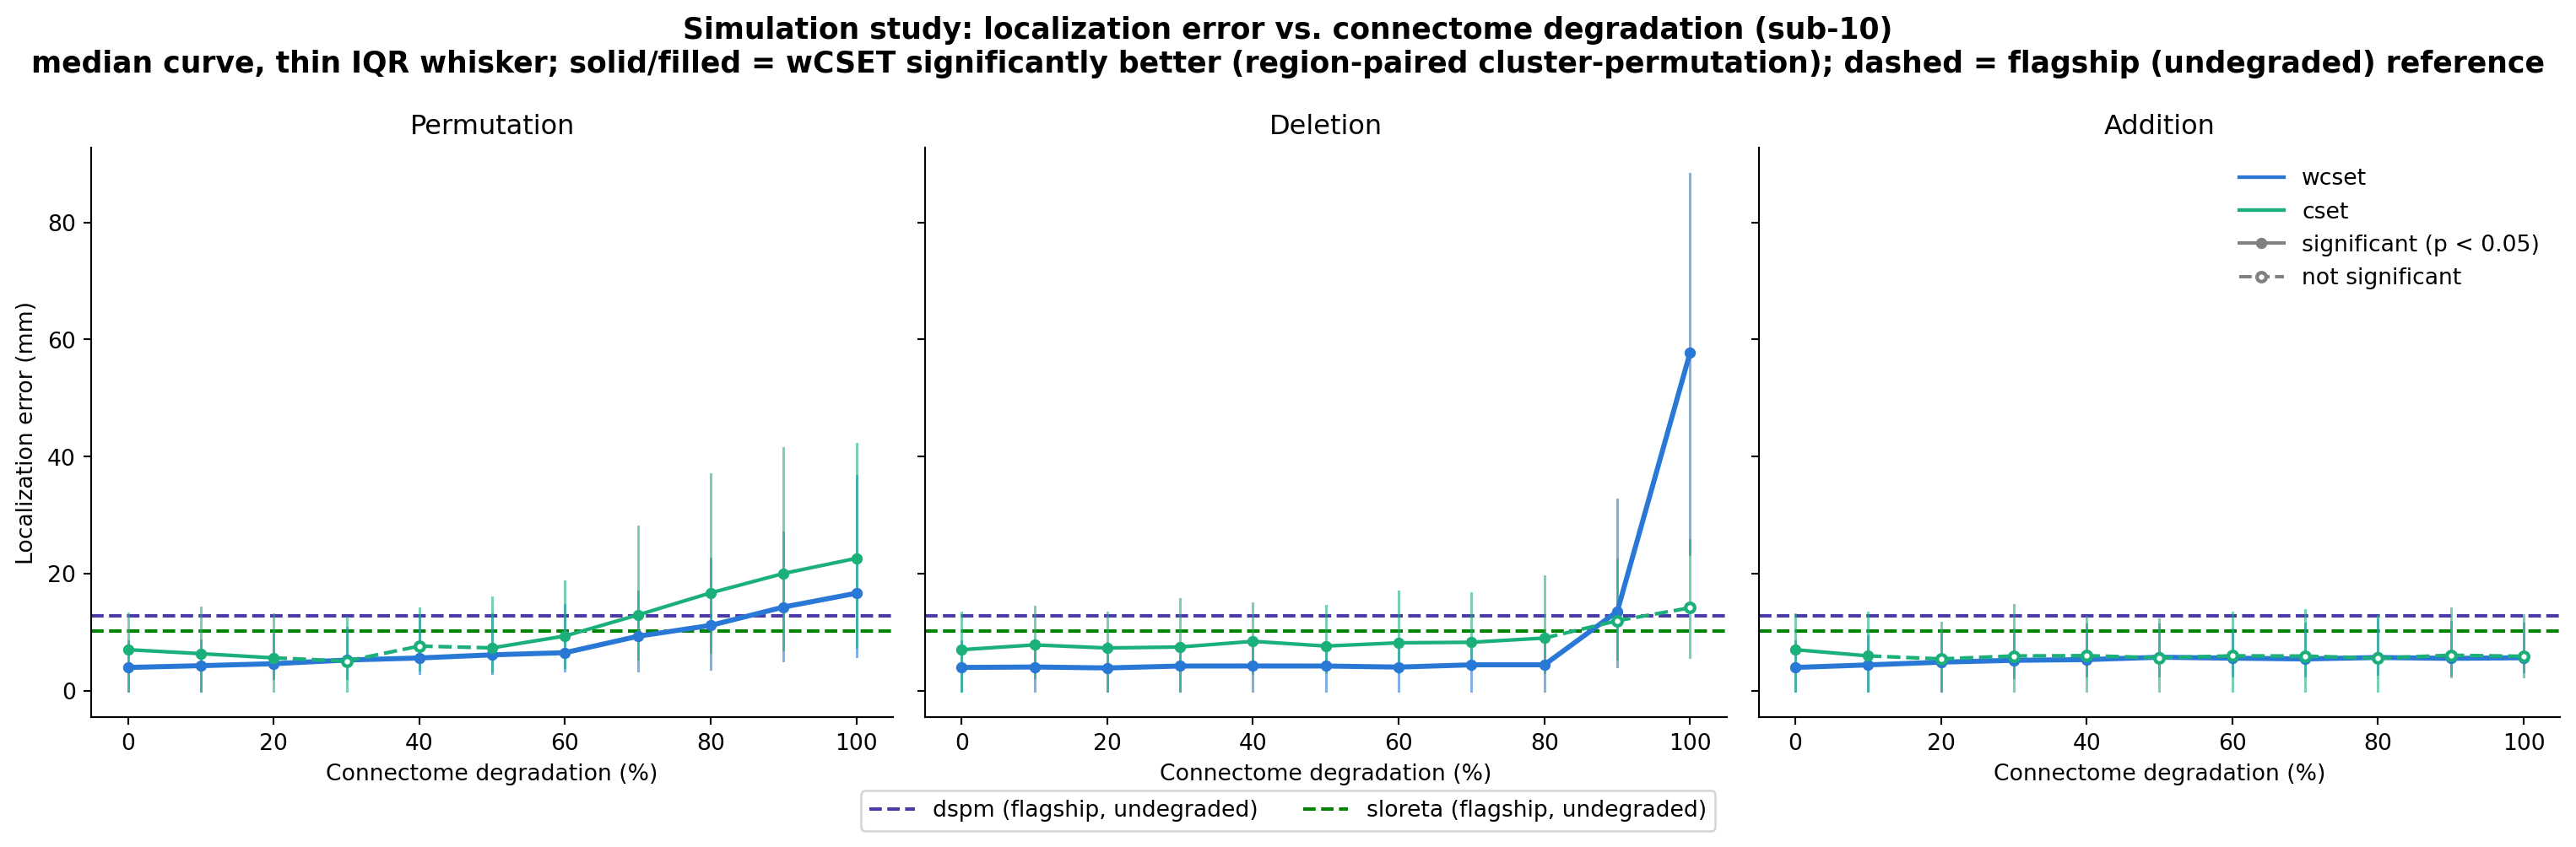 Simulation study: localization error vs. connectome degradation (sub-10)
median curve, thin IQR whisker; solid/filled = wCSET significantly better (region-paired cluster-permutation); dashed = flagship (undegraded) reference
Permutation
Deletion
Addition
wcset
cset
significant (p < 0.05)
not significant
Localization error (mm)
80
60
40
20
0
0 20 40 60 80 100
0 20 40 60 80 100
0 20 40 60 80 100
Connectome degradation (%)
Connectome degradation (%)
Connectome degradation (%)
dspm (flagship, undegraded)
sloreta (flagship, undegraded)